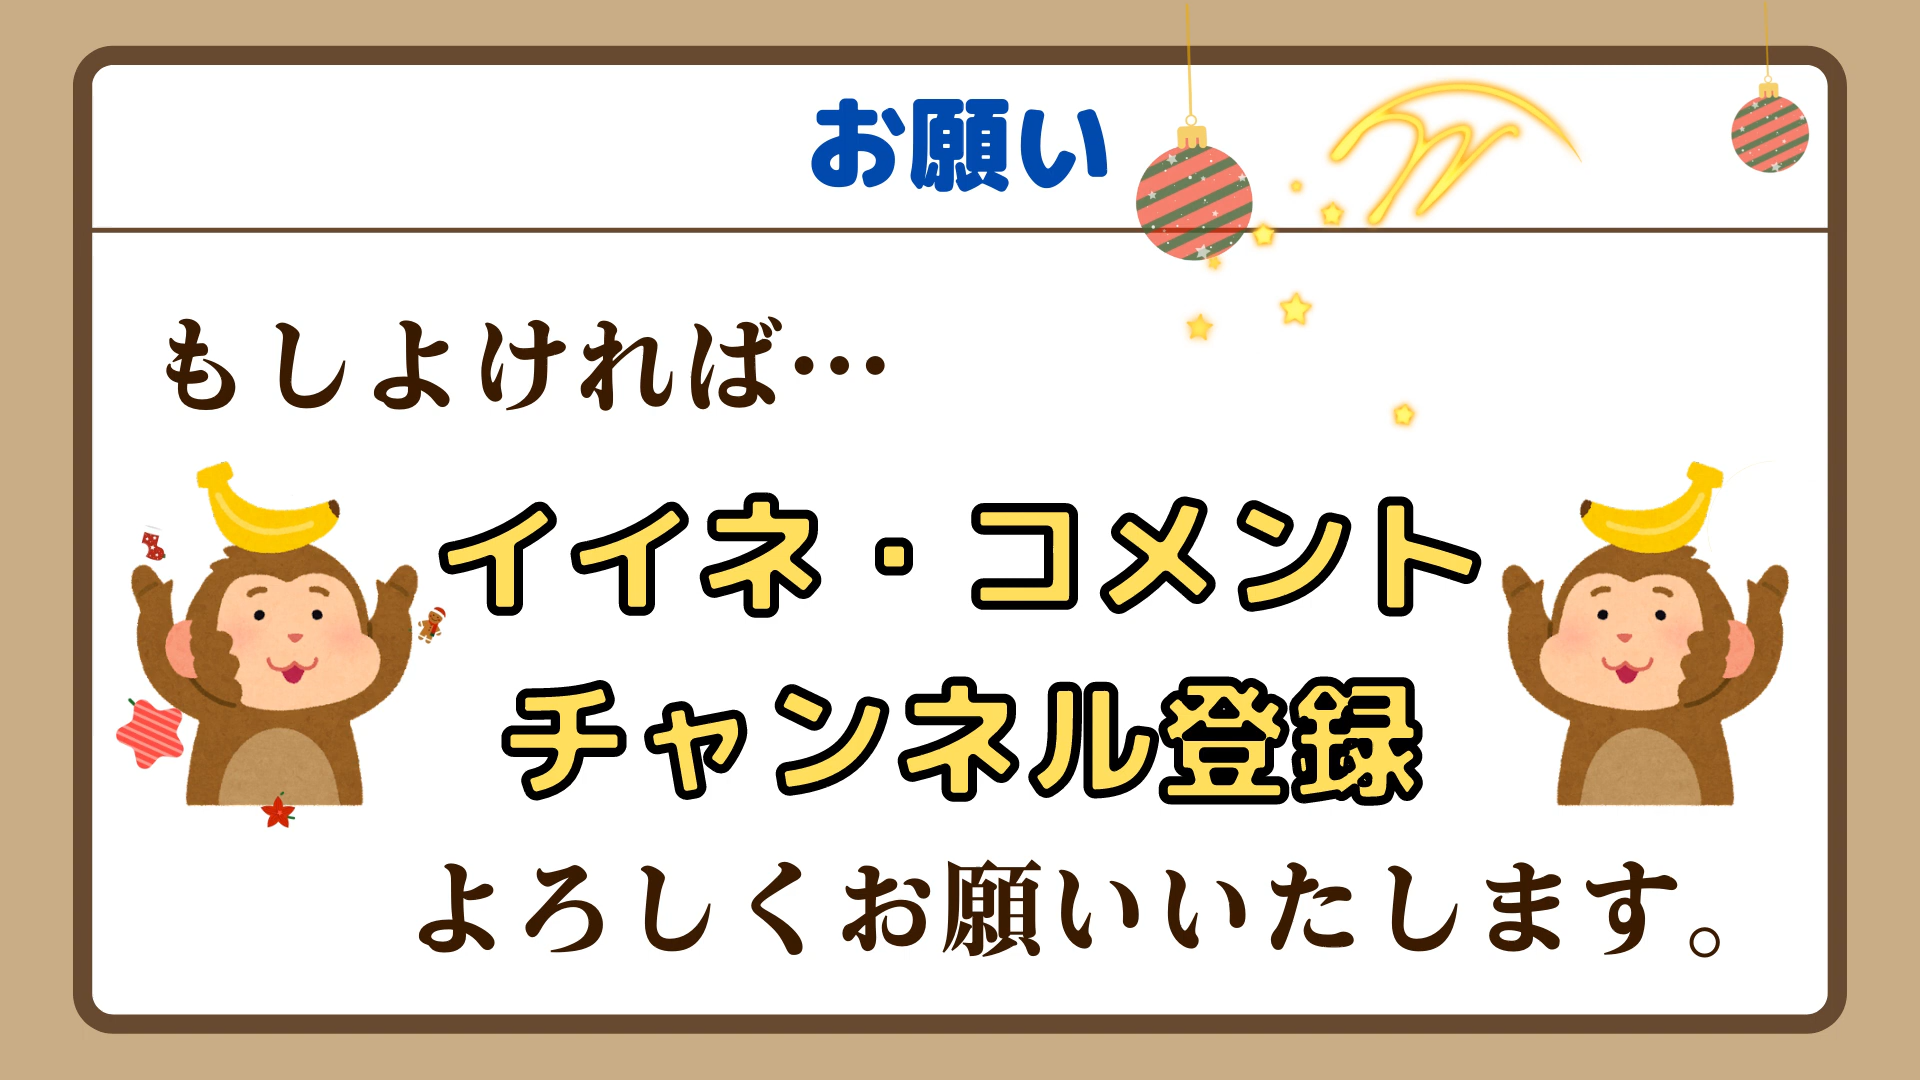 お願い
もしよければ…
イイネ・コメント
チャンネル登録
よろしくお願いいたします。